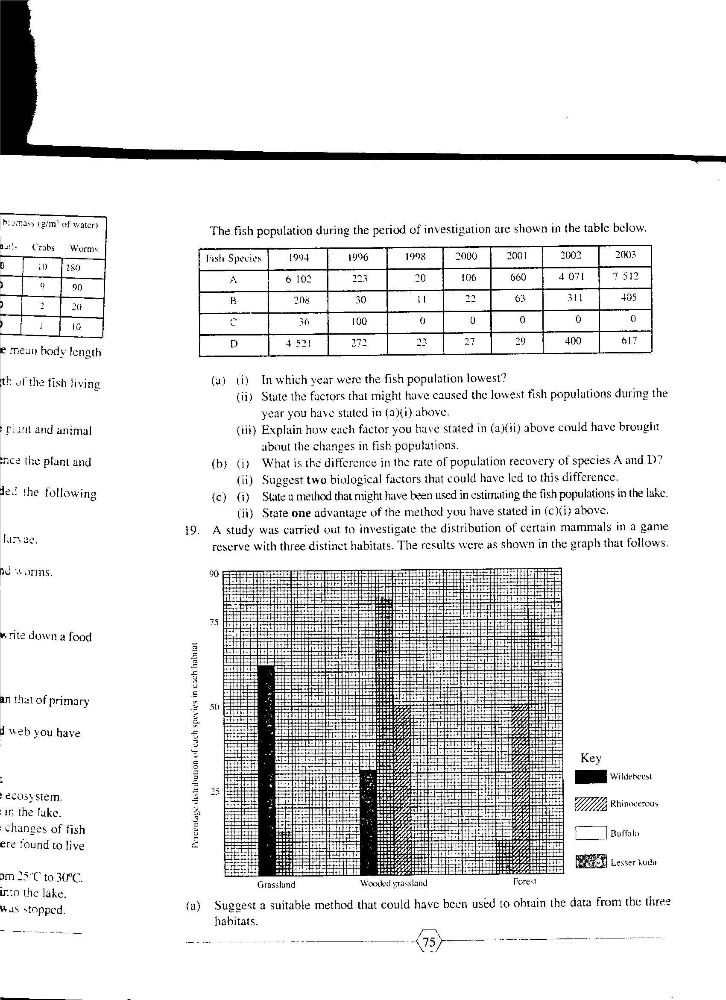 biomass (g/m³ of water)
Crabs Worms
10 180
9 90
2 20
1 10
e mean body length
th of the fish living
plant and animal
ence the plant and
ded the following
larvae.
nd worms.
write down a food
an that of primary
d web you have
ecosystem.
in the lake.
changes of fish
ere found to live
om 25°C to 30°C.
into the lake.
was stopped.
The fish population during the period of investigation are shown in the table below.
Fish Species 1994 1996 1998 2000 2001 2002 2003
A 6 102 223 20 106 660 4 071 7 512
B 208 30 11 22 63 311 405
C 36 100 0 0 0 0 0
D 4 521 272 23 27 29 400 617
(a) (i) In which year were the fish population lowest?
(ii) State the factors that might have caused the lowest fish populations during the
year you have stated in (a)(i) above.
(iii) Explain how each factor you have stated in (a)(ii) above could have brought
about the changes in fish populations.
(b) (i) What is the difference in the rate of population recovery of species A and D?
(ii) Suggest two biological factors that could have led to this difference.
(c) (i) State a method that might have been used in estimating the fish populations in the lake.
(ii) State one advantage of the method you have stated in (c)(i) above.
19. A study was carried out to investigate the distribution of certain mammals in a game
reserve with three distinct habitats. The results were as shown in the graph that follows.
90
75
50
25
Percentage distribution of each species in each habitat
Grassland Wooded grassland Forest
Key
Wildebeest
Rhinocerous
Buffalo
Lesser kudu
(a) Suggest a suitable method that could have been used to obtain the data from the three
habitats.
75